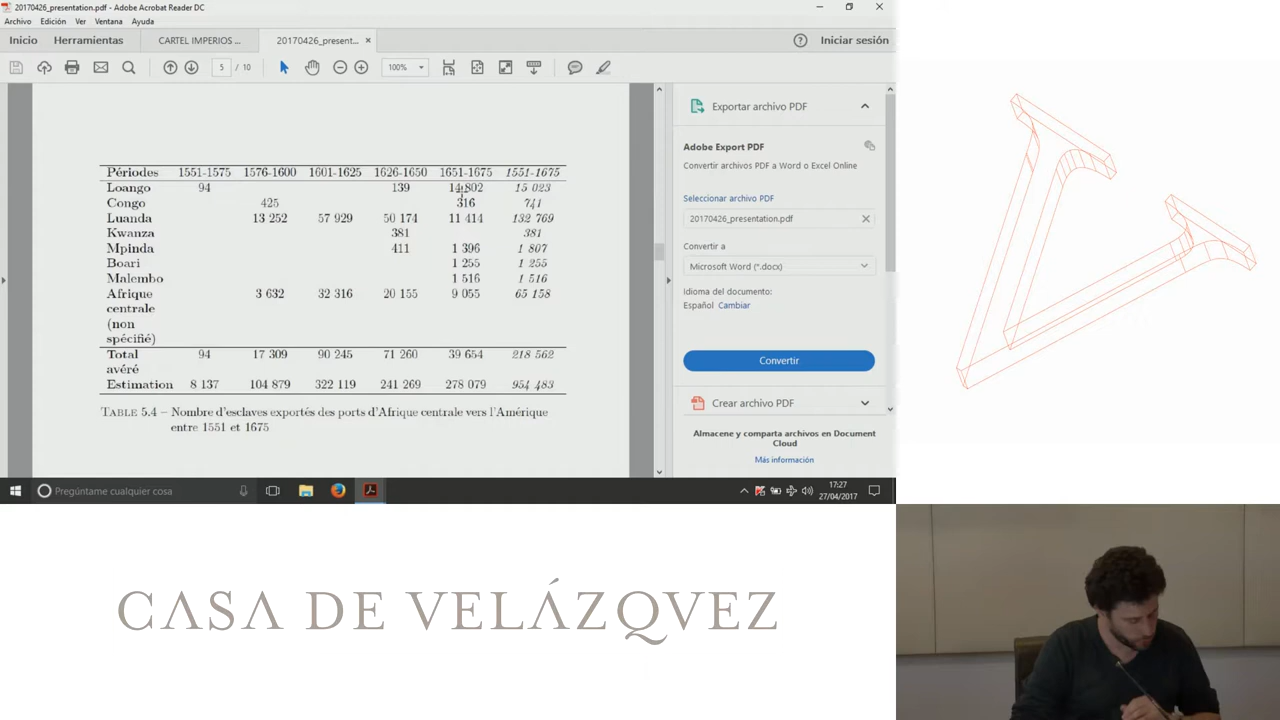 20170426_presentation.pdf - Adobe Acrobat Reader DC
Archivo Edición Ver Ventana Ayuda
Inicio Herramientas CARTEL IMPERIOS ... 20170426_present... × Iniciar sesión
5 / 10 100%
Périodes 1551-1575 1576-1600 1601-1625 1626-1650 1651-1675 1551-1675
Loango 94 139 14 802 15 023
Congo 425 316 741
Luanda 13 252 57 929 50 174 11 414 132 769
Kwanza 381 381
Mpinda 411 1 396 1 807
Boari 1 255 1 255
Malembo 1 516 1 516
Afrique 3 632 32 316 20 155 9 055 65 158
centrale
(non
spécifié)
Total 94 17 309 90 245 71 260 39 654 218 562
avéré
Estimation 8 137 104 879 322 119 241 269 278 079 954 483
TABLE 5.4 – Nombre d'esclaves exportés des ports d'Afrique centrale vers l'Amérique
entre 1551 et 1675
Exportar archivo PDF
Adobe Export PDF
Convertir archivos PDF a Word o Excel Online
Seleccionar archivo PDF
20170426_presentation.pdf
Convertir a
Microsoft Word (*.docx)
Idioma del documento:
Español Cambiar
Convertir
Crear archivo PDF
Almacene y comparta archivos en Document
Cloud
Más información
Pregúntame cualquier cosa
17:27
27/04/2017
CASA DE VELÁZQVEZ